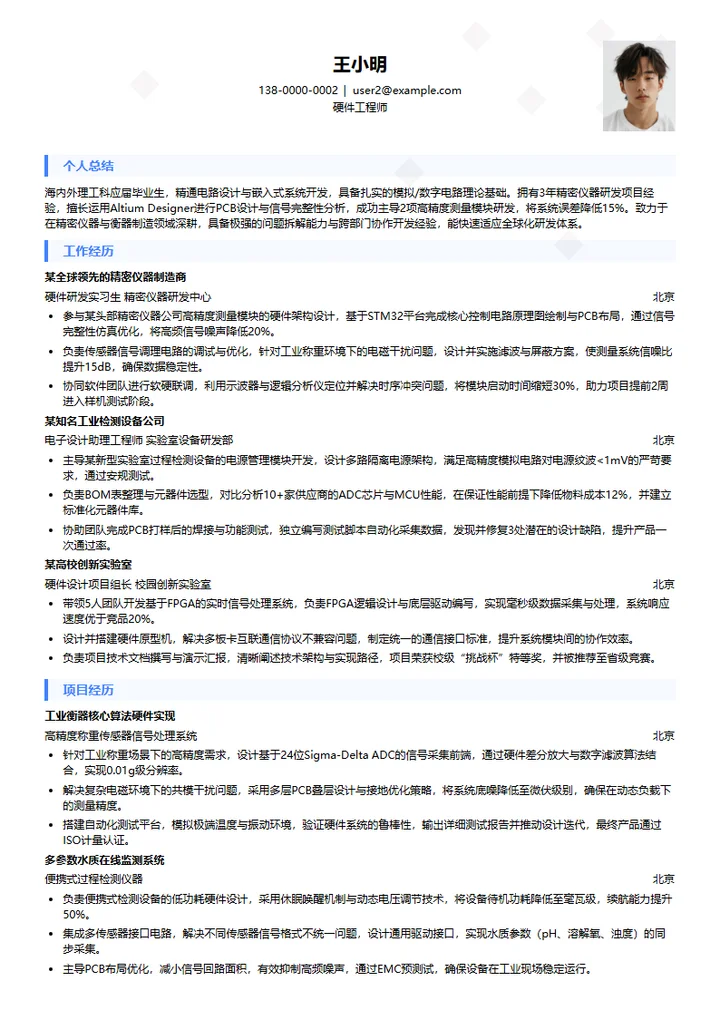 王小明
138-0000-0002 | user2@example.com
硬件工程师
个人总结
海内外理工科应届毕业生，精通电路设计与嵌入式系统开发，具备扎实的模拟/数字电路理论基础。拥有3年精密仪器研发项目经
验，擅长运用Altium Designer进行PCB设计与信号完整性分析，成功主导2项高精度测量模块研发，将系统误差降低15%。致力于
在精密仪器与衡器制造领域深耕，具备极强的问题拆解能力与跨部门协作开发经验，能快速适应全球化研发体系。
工作经历
某全球领先的精密仪器制造商
硬件研发实习生 精密仪器研发中心 北京
• 参与某头部精密仪器公司高精度测量模块的硬件架构设计，基于STM32平台完成核心控制电路原理图绘制与PCB布局，通过信号
完整性仿真优化，将高频信号噪声降低20%。
• 负责传感器信号调理电路的调试与优化，针对工业称重环境下的电磁干扰问题，设计并实施滤波与屏蔽方案，使测量系统信噪比
提升15dB，确保数据稳定性。
• 协同软件团队进行软硬联调，利用示波器与逻辑分析仪定位并解决时序冲突问题，将模块启动时间缩短30%，助力项目提前2周
进入样机测试阶段。
某知名工业检测设备公司
电子设计助理工程师 实验室设备研发部 北京
• 主导某新型实验室过程检测设备的电源管理模块开发，设计多路隔离电源架构，满足高精度模拟电路对电源纹波<1mV的严苛要
求，通过安规测试。
• 负责BOM表整理与元器件选型，对比分析10+家供应商的ADC芯片与MCU性能，在保证性能前提下降低物料成本12%，并建立
标准化元器件库。
• 协助团队完成PCB打样后的焊接与功能测试，独立编写测试脚本自动化采集数据，发现并修复3处潜在的设计缺陷，提升产品一
次通过率。
某高校创新实验室
硬件设计项目组长 校园创新实验室 北京
• 带领5人团队开发基于FPGA的实时信号处理系统，负责FPGA逻辑设计与底层驱动编写，实现毫秒级数据采集与处理，系统响应
速度优于竞品20%。
• 设计并搭建硬件原型机，解决多板卡互联通信协议不兼容问题，制定统一的通信接口标准，提升系统模块间的协作效率。
• 负责项目技术文档撰写与演示汇报，清晰阐述技术架构与实现路径，项目荣获校级“挑战杯”特等奖，并被推荐至省级竞赛。
项目经历
工业衡器核心算法硬件实现
高精度称重传感器信号处理系统 北京
• 针对工业称重场景下的高精度需求，设计基于24位Sigma-Delta ADC的信号采集前端，通过硬件差分放大与数字滤波算法结
合，实现0.01g级分辨率。
• 解决复杂电磁环境下的共模干扰问题，采用多层PCB叠层设计与接地优化策略，将系统底噪降低至微伏级别，确保在动态负载下
的测量精度。
• 搭建自动化测试平台，模拟极端温度与振动环境，验证硬件系统的鲁棒性，输出详细测试报告并推动设计迭代，最终产品通过
ISO计量认证。
多参数水质在线监测系统
便携式过程检测仪器 北京
• 负责便携式检测设备的低功耗硬件设计，采用休眠唤醒机制与动态电压调节技术，将设备待机功耗降低至毫瓦级，续航能力提升
50%。
• 集成多传感器接口电路，解决不同传感器信号格式不统一问题，设计通用驱动接口，实现水质参数（pH、溶解氧、浊度）的同
步采集。
• 主导PCB布局优化，减小信号回路面积，有效抑制高频噪声，通过EMC预测试，确保设备在工业现场稳定运行。